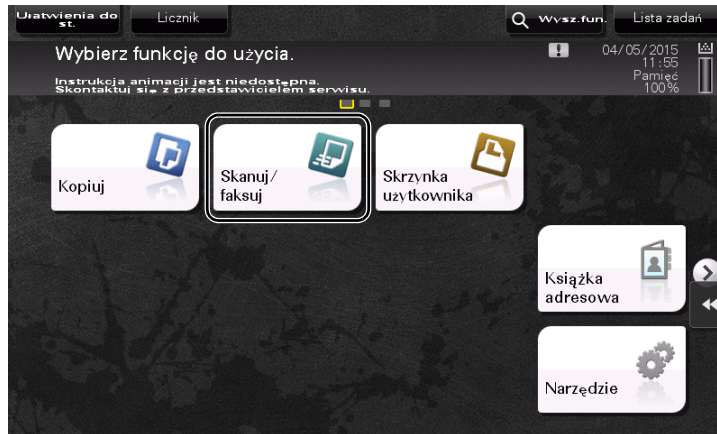 Ułatwienia do
st.
Licznik
Wysz.fun.
Lista zadań
Wybierz funkcję do użycia.
Instrukcja animacji jest niedostępna.
Skontaktuj się z przedstawicielem serwisu.
04/05/2015
11:55
Pamięć
100%
Kopiuj
Skanuj/
faksuj
Skrzynka
użytkownika
Książka
adresowa
Narzędzie